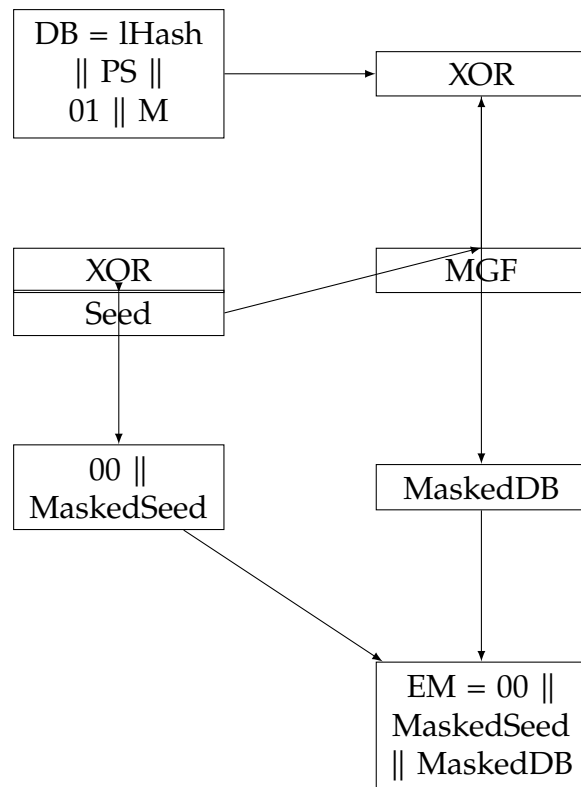 DB = lHash
|| PS ||
01 || M
XOR
XOR
Seed
MGF
00 ||
MaskedSeed
MaskedDB
EM = 00 ||
MaskedSeed
|| MaskedDB